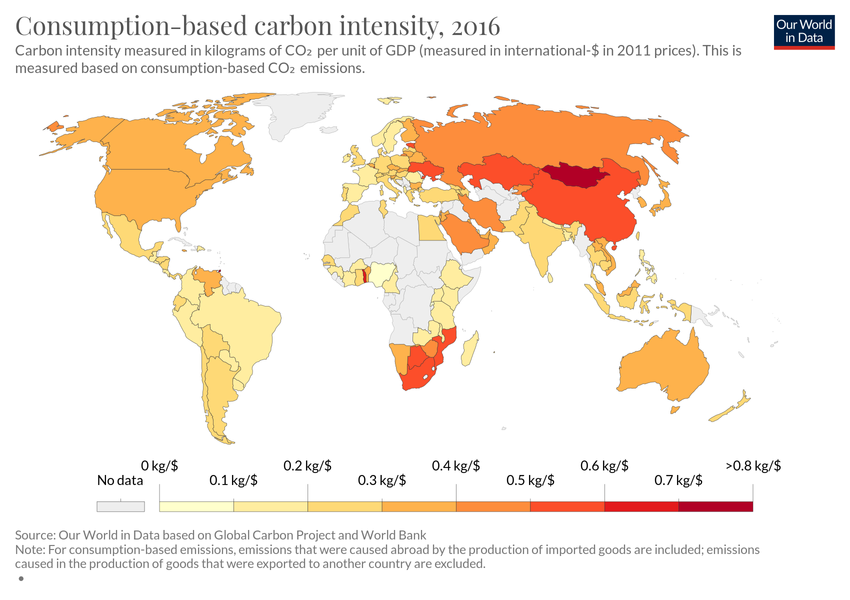 Consumption-based carbon intensity, 2016
Our World
in Data
Carbon intensity measured in kilograms of CO₂ per unit of GDP (measured in international-$ in 2011 prices). This is
measured based on consumption-based CO₂ emissions.
0 kg/$ 0.2 kg/$ 0.4 kg/$ 0.6 kg/$ >0.8 kg/$
No data 0.1 kg/$ 0.3 kg/$ 0.5 kg/$ 0.7 kg/$
Source: Our World in Data based on Global Carbon Project and World Bank
Note: For consumption-based emissions, emissions that were caused abroad by the production of imported goods are included; emissions
caused in the production of goods that were exported to another country are excluded.
•